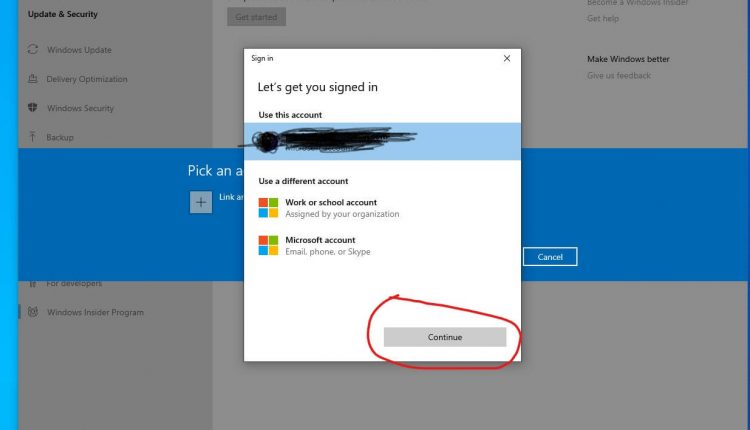 Update & Security
Windows Update
Delivery Optimization
Windows Security
Backup
For developers
Windows Insider Program
Get started
Become a Windows Insider
Get help
Make Windows better
Give us feedback
Pick an a
Link an
Cancel
Sign in
Let's get you signed in
Use this account
Use a different account
Work or school account
Assigned by your organization
Microsoft account
Email, phone, or Skype
Continue